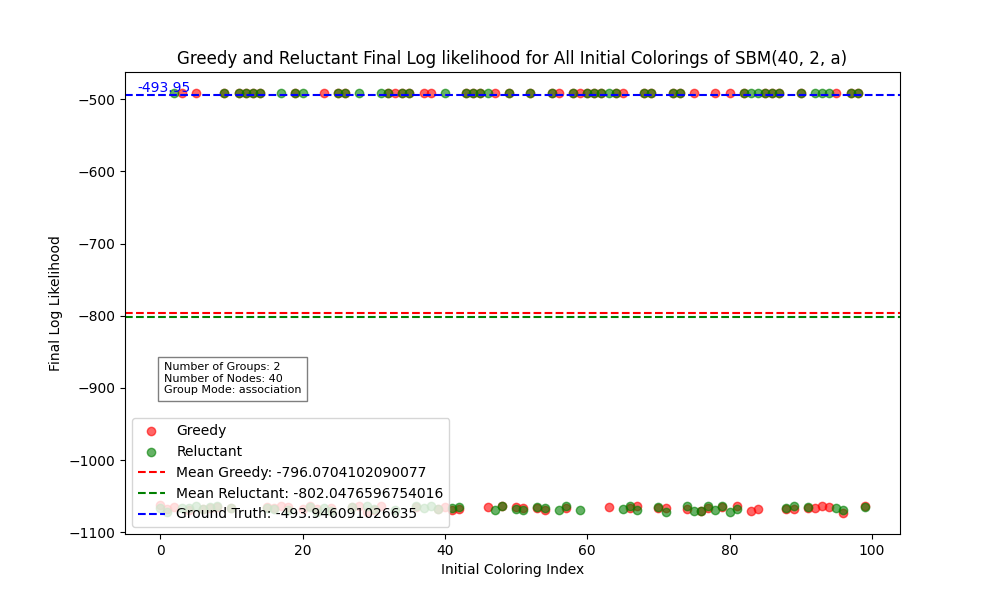 Greedy and Reluctant Final Log likelihood for All Initial Colorings of SBM(40, 2, a)
-493.95
−500
−600
−700
−800
−900
−1000
−1100
Final Log Likelihood
Number of Groups: 2
Number of Nodes: 40
Group Mode: association
Greedy
Reluctant
Mean Greedy: -796.0704102090077
Mean Reluctant: -802.0476596754016
Ground Truth: -493.9460910226635
0 20 40 60 80 100
Initial Coloring Index